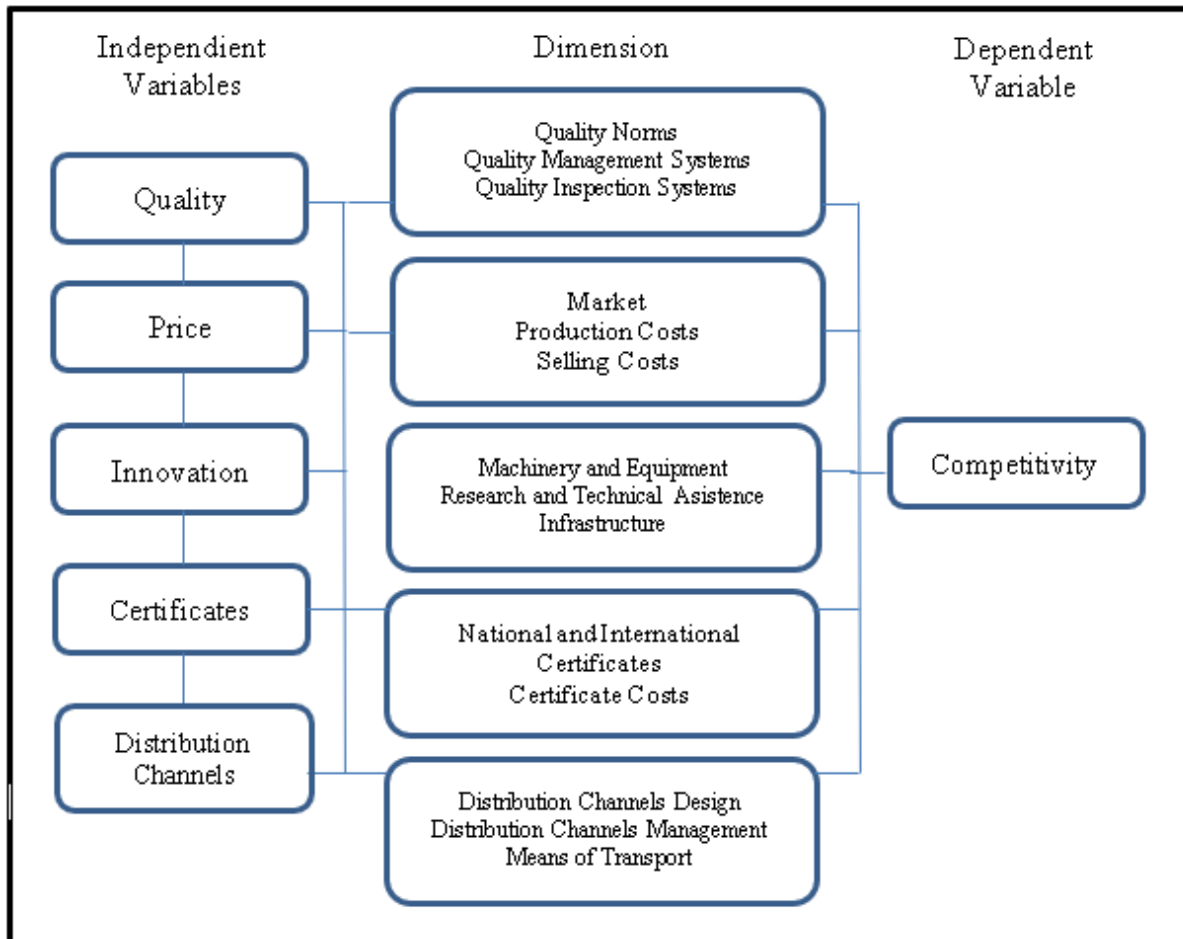 Independient
Variables
Dimension
Dependent
Variable
Quality
Quality Norms
Quality Management Systems
Quality Inspection Systems
Price
Market
Production Costs
Selling Costs
Innovation
Machinery and Equipment
Research and Technical Asistence
Infrastructure
Competitivity
Certificates
National and International
Certificates
Certificate Costs
Distribution
Channels
Distribution Channels Design
Distribution Channels Management
Means of Transport